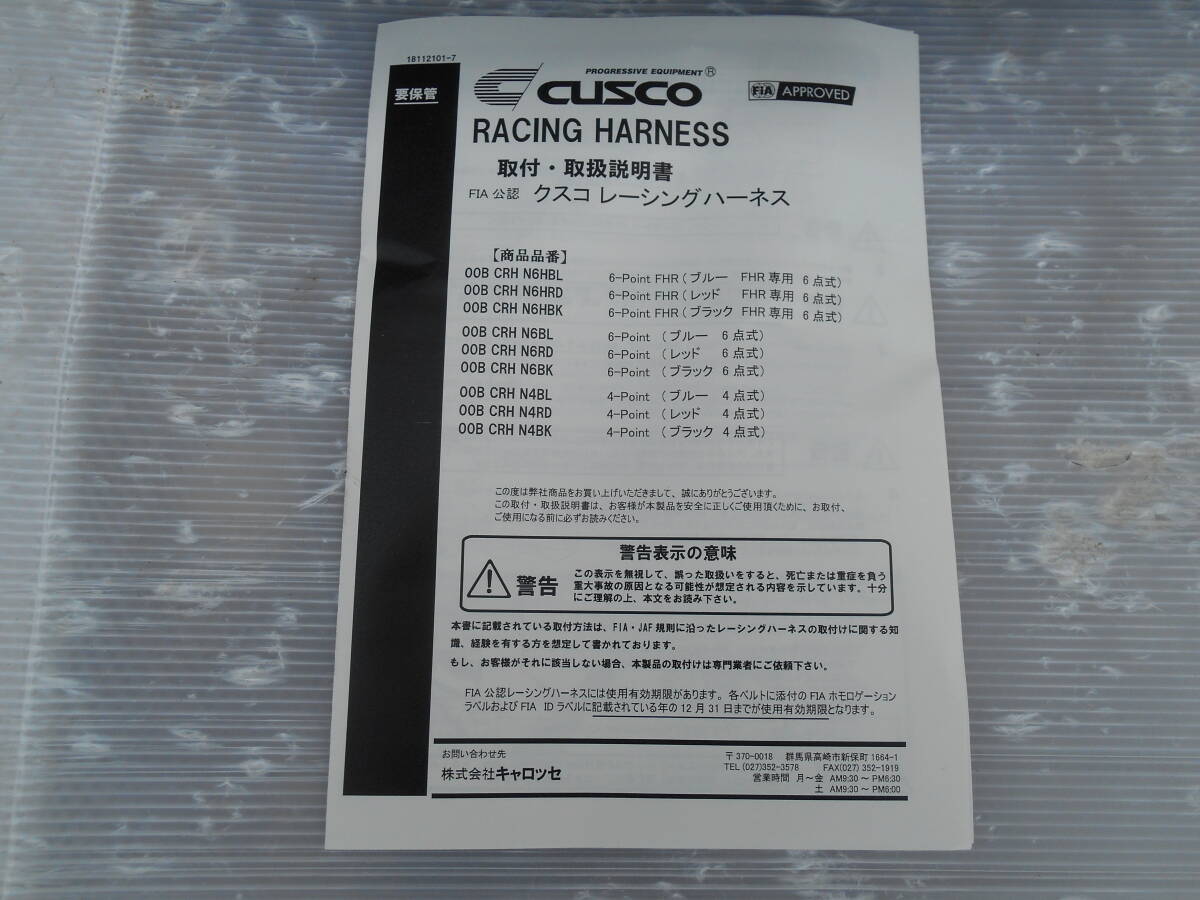 18112101-7
要保管
PROGRESSIVE EQUIPMENT®
CUSCO
FIA APPROVED
RACING HARNESS
取付・取扱説明書
FIA 公認 クスコ レーシングハーネス
【商品品番】
00B CRH N6HBL 6-Point FHR ( ブルー FHR 専用 6 点式)
00B CRH N6HRD 6-Point FHR ( レッド FHR 専用 6 点式)
00B CRH N6HBK 6-Point FHR ( ブラック FHR 専用 6 点式)
00B CRH N6BL 6-Point ( ブルー 6 点式)
00B CRH N6RD 6-Point ( レッド 6 点式)
00B CRH N6BK 6-Point ( ブラック 6 点式)
00B CRH N4BL 4-Point ( ブルー 4 点式)
00B CRH N4RD 4-Point ( レッド 4 点式)
00B CRH N4BK 4-Point ( ブラック 4 点式)
この度は弊社商品をお買い上げいただきまして、誠にありがとうございます。
この取付・取扱説明書は、お客様が本製品を安全に正しくご使用頂くために、お取付、
ご使用になる前に必ずお読みください。
警告表示の意味
警告
この表示を無視して、誤った取扱いをすると、死亡または重症を負う
重大事故の原因となる可能性が想定される内容を示しています。十分
にご理解の上、本文をお読み下さい。
本書に記載されている取付方法は、FIA・JAF 規則に沿ったレーシングハーネスの取付けに関する知
識、経験を有する方を想定して書かれております。
もし、お客様がそれに該当しない場合、本製品の取付けは専門業者にご依頼下さい。
FIA 公認レーシングハーネスには使用有効期限があります。各ベルトに添付の FIA ホモロゲーション
ラベルおよび FIA ID ラベルに記載されている年の 12 月 31 日までが使用有効期限となります。
お問い合わせ先
株式会社キャロッセ
〒370-0018 群馬県高崎市新保町 1664-1
TEL (027)352-3578 FAX(027) 352-1919
営業時間 月～金 AM9:30 ～ PM6:30
土 AM9:30 ～ PM6:00